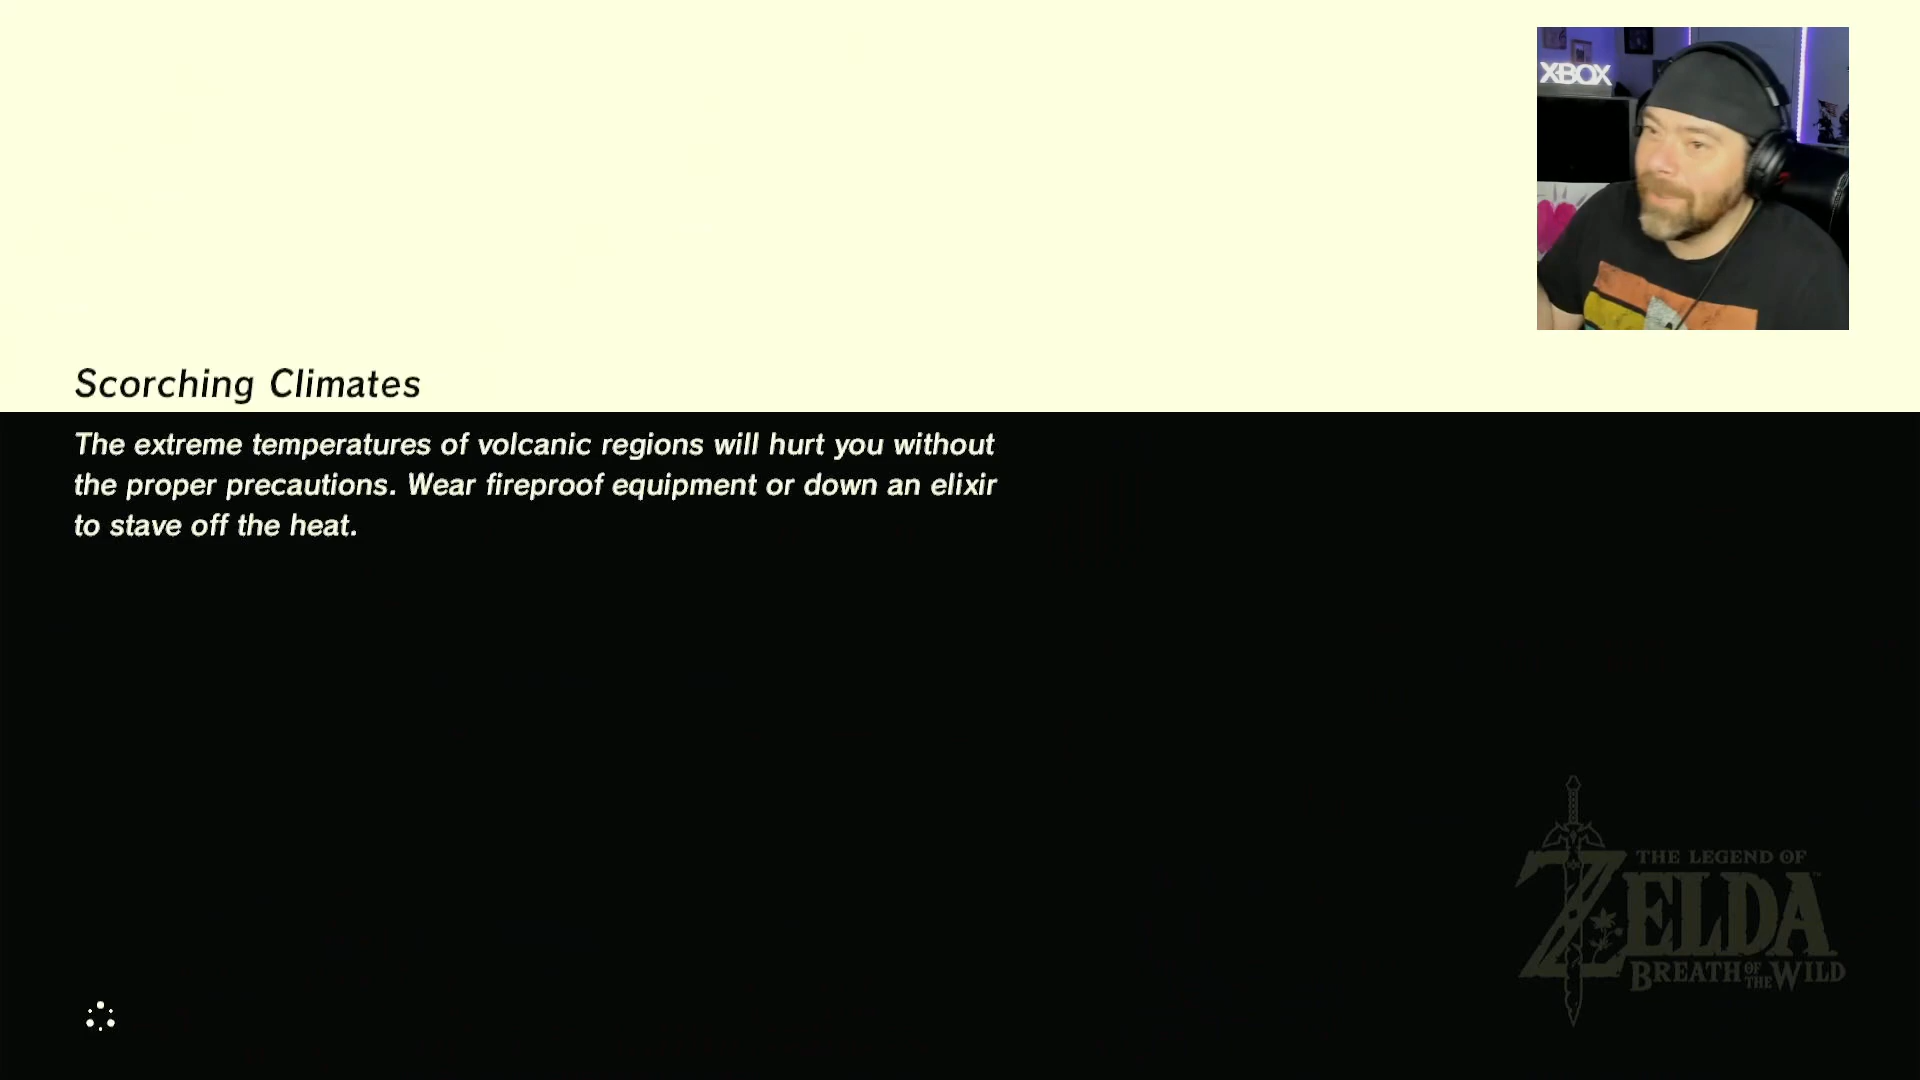 XBOX
Scorching Climates
The extreme temperatures of volcanic regions will hurt you without
the proper precautions. Wear fireproof equipment or down an elixir
to stave off the heat.
THE LEGEND OF
ZELDA
BREATH OF THE WILD